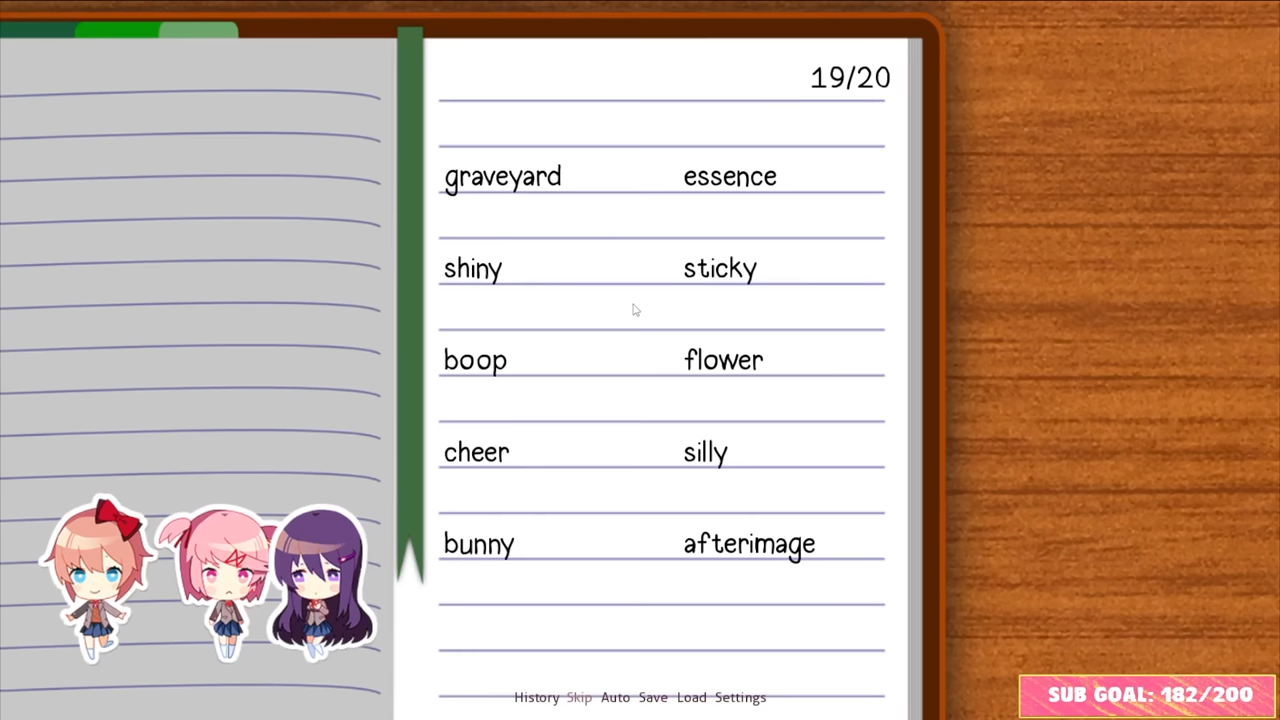 19/20
graveyard essence
shiny sticky
boop flower
cheer silly
bunny afterimage
History Skip Auto Save Load Settings
SUB GOAL: 182/200